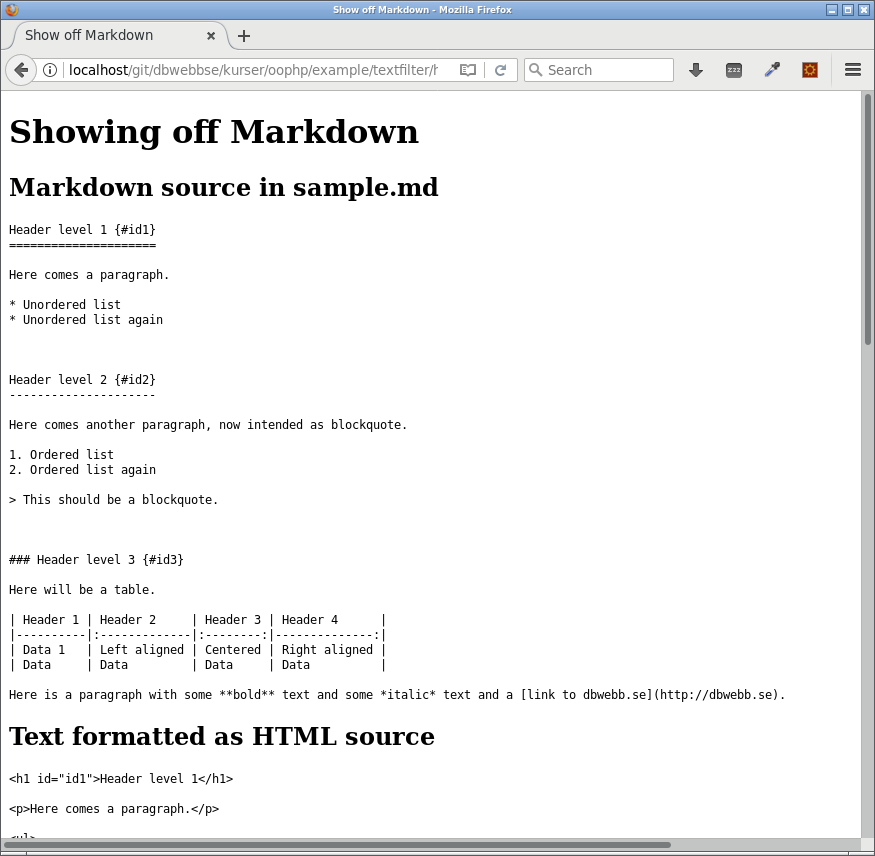 Show off Markdown - Mozilla Firefox
Show off Markdown
localhost/git/dbwebbse/kurser/oophp/example/textfilter/h
Search
zzz
Showing off Markdown
Markdown source in sample.md
Header level 1 {#id1}
=====================
Here comes a paragraph.
* Unordered list
* Unordered list again
Header level 2 {#id2}
---------------------
Here comes another paragraph, now intended as blockquote.
1. Ordered list
2. Ordered list again
> This should be a blockquote.
### Header level 3 {#id3}
Here will be a table.
| Header 1 | Header 2     | Header 3 | Header 4      |
|----------|:-------------|:--------:|--------------:|
| Data 1   | Left aligned | Centered | Right aligned |
| Data     | Data         | Data     | Data          |
Here is a paragraph with some **bold** text and some *italic* text and a [link to dbwebb.se](http://dbwebb.se).
Text formatted as HTML source
<h1 id="id1">Header level 1</h1>
<p>Here comes a paragraph.</p>
<ul>